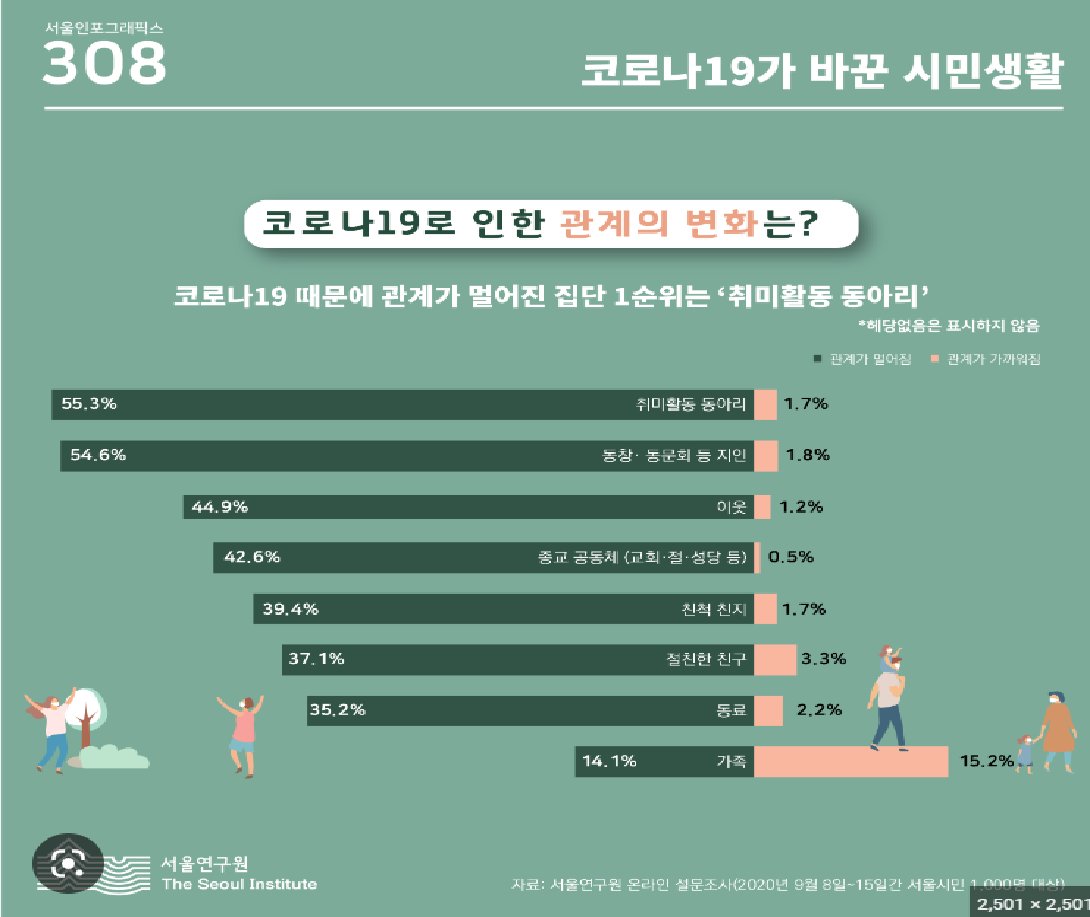 서울인포그래픽스
308
코로나19가 바꾼 시민생활
코로나19로 인한 관계의 변화는?
코로나19 때문에 관계가 멀어진 집단 1순위는 ‘취미활동 동아리’
*해당없음은 표시하지 않음
관계가 멀어짐 관계가 가까워짐
55.3% 취미활동 동아리 1.7%
54.6% 동창· 동문회 등 지인 1.8%
44.9% 이웃 1.2%
42.6% 종교 공동체 (교회·절·성당 등) 0.5%
39.4% 친척 친지 1.7%
37.1% 절친한 친구 3.3%
35.2% 동료 2.2%
14.1% 가족 15.2%
서울연구원
The Seoul Institute
자료: 서울연구원 온라인 설문조사(2020년 9월 8일~15일간 서울시민 1,000명 대상)
2,501 × 2,501